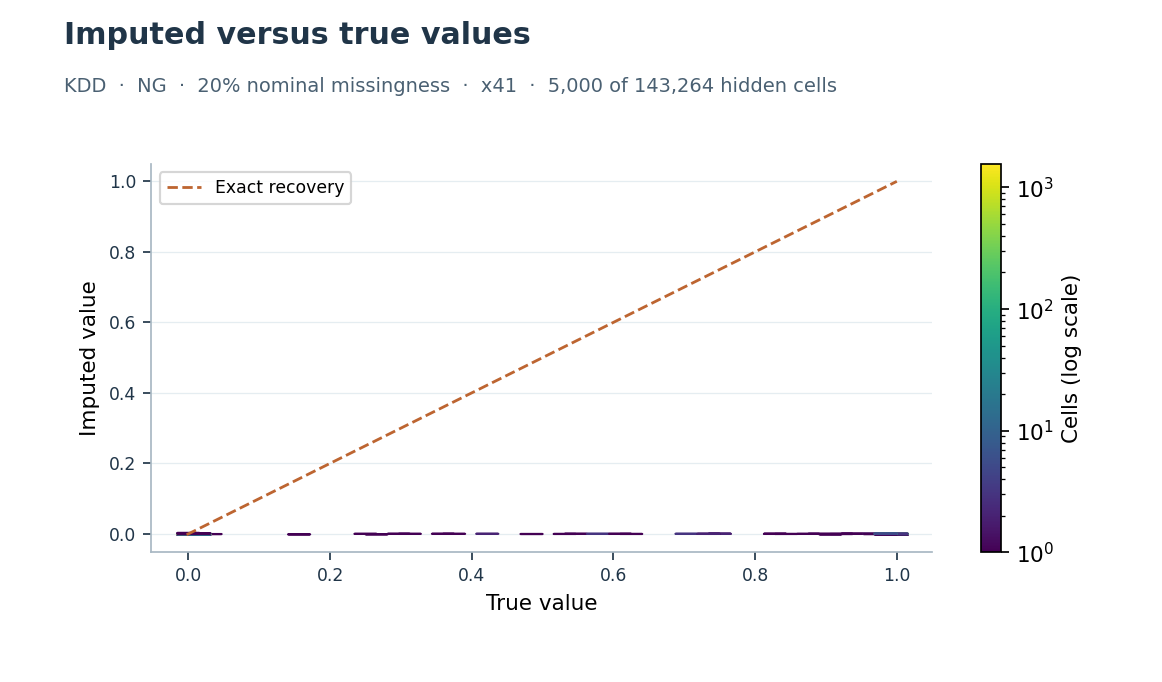 Imputed versus true values
KDD · NG · 20% nominal missingness · x41 · 5,000 of 143,264 hidden cells
Exact recovery
1.0
0.8
0.6
0.4
0.2
0.0
Imputed value
0.0 0.2 0.4 0.6 0.8 1.0
True value
10³
10²
10¹
10⁰
Cells (log scale)